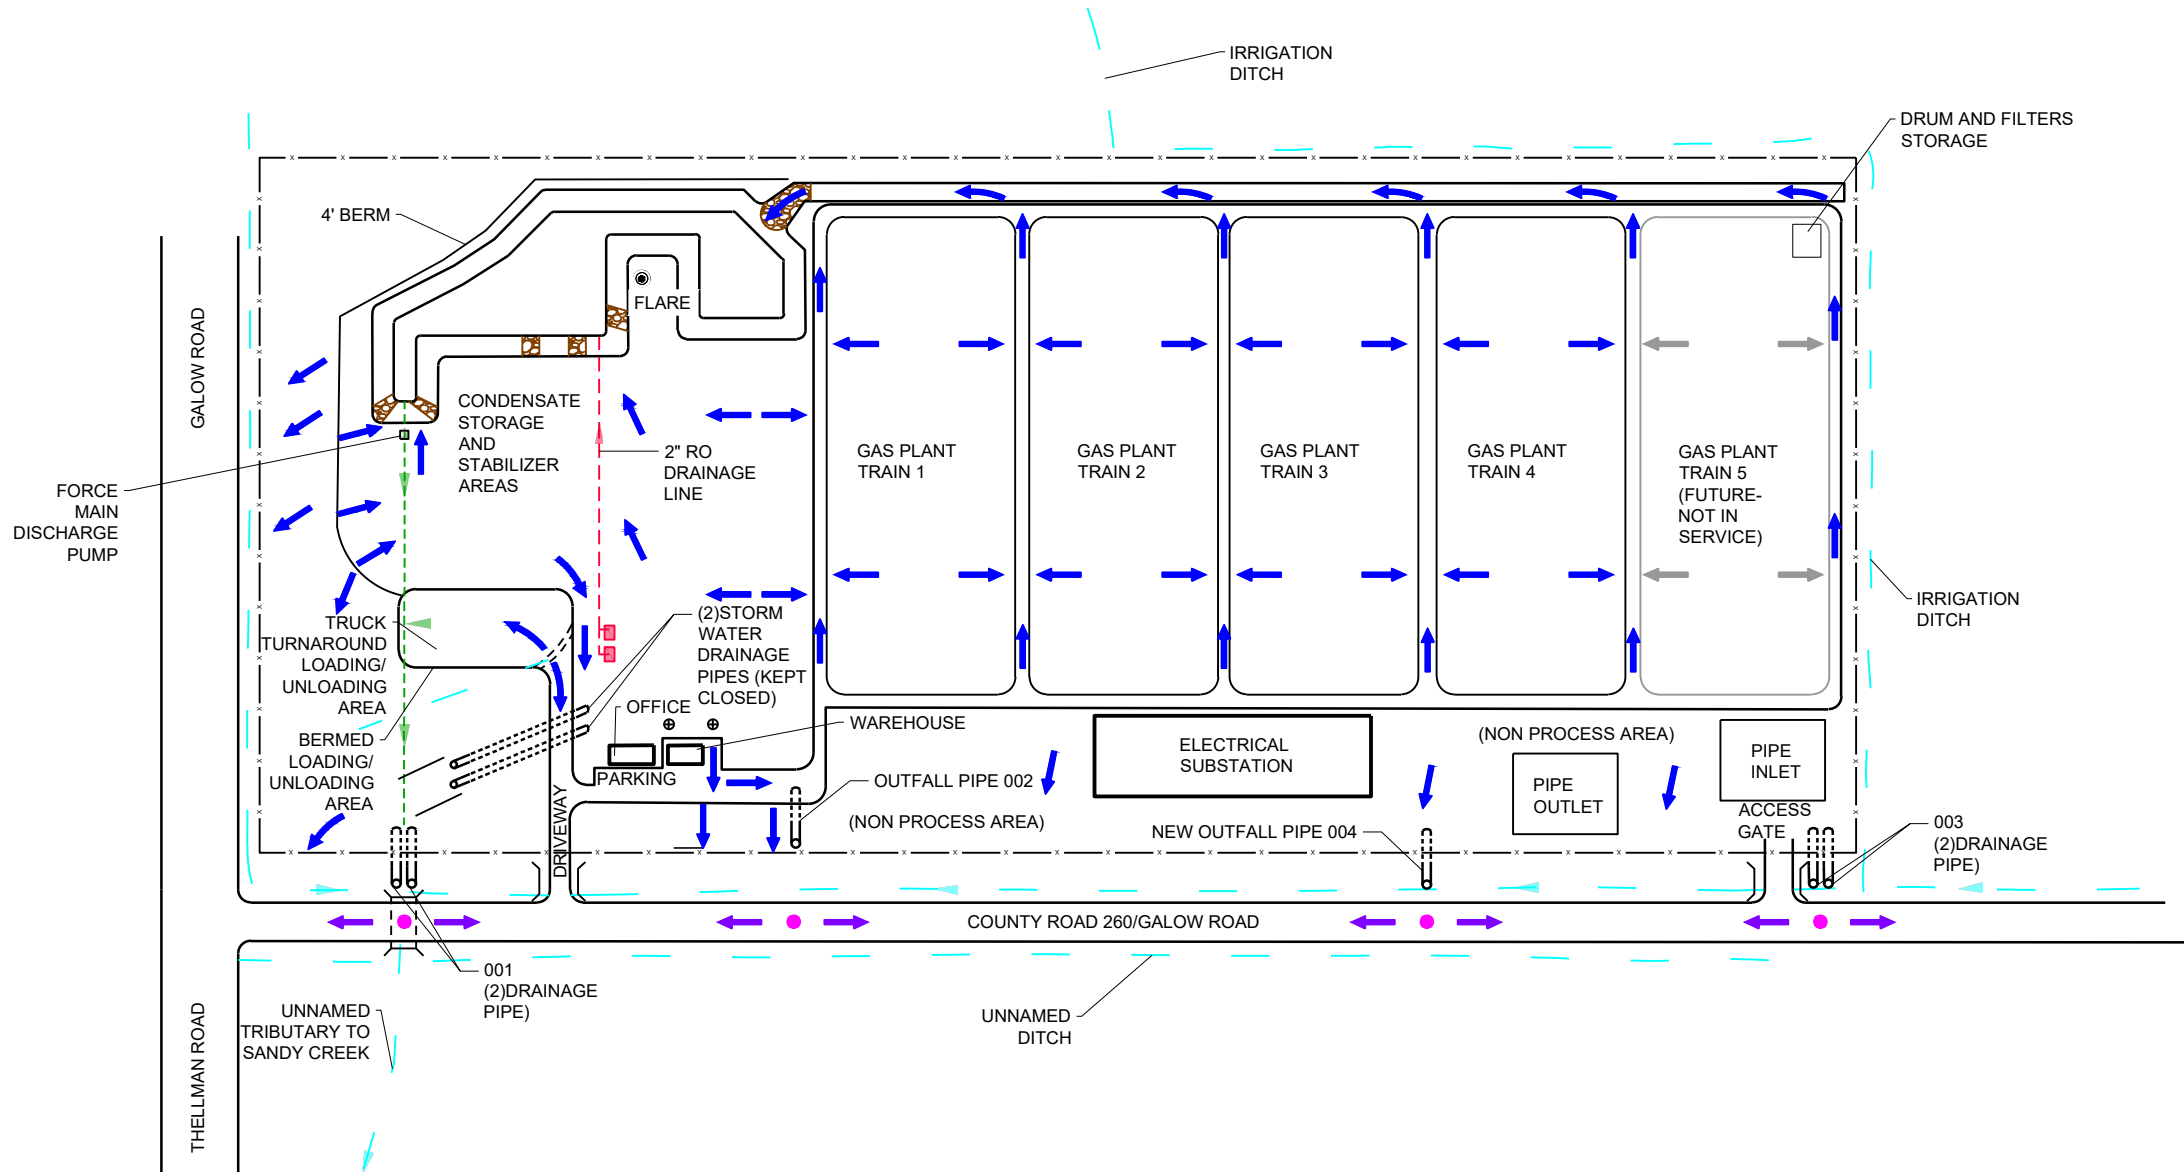 IRRIGATION
DITCH
DRUM AND FILTERS
STORAGE
4' BERM
GALOW ROAD
FLARE
CONDENSATE
STORAGE
AND
STABILIZER
AREAS
2" RO
DRAINAGE
LINE
GAS PLANT
TRAIN 1
GAS PLANT
TRAIN 2
GAS PLANT
TRAIN 3
GAS PLANT
TRAIN 4
GAS PLANT
TRAIN 5
(FUTURE-
NOT IN
SERVICE)
FORCE
MAIN
DISCHARGE
PUMP
IRRIGATION
DITCH
TRUCK
TURNAROUND
LOADING/
UNLOADING
AREA
(2)STORM
WATER
DRAINAGE
PIPES (KEPT
CLOSED)
OFFICE
WAREHOUSE
BERMED
LOADING/
UNLOADING
AREA
PARKING
DRIVEWAY
OUTFALL PIPE 002
(NON PROCESS AREA)
ELECTRICAL
SUBSTATION
(NON PROCESS AREA)
PIPE
OUTLET
PIPE
INLET
ACCESS
GATE
NEW OUTFALL PIPE 004
003
(2)DRAINAGE
PIPE)
COUNTY ROAD 260/GALOW ROAD
001
(2)DRAINAGE
PIPE)
UNNAMED
TRIBUTARY TO
SANDY CREEK
UNNAMED
DITCH
THELLMAN ROAD